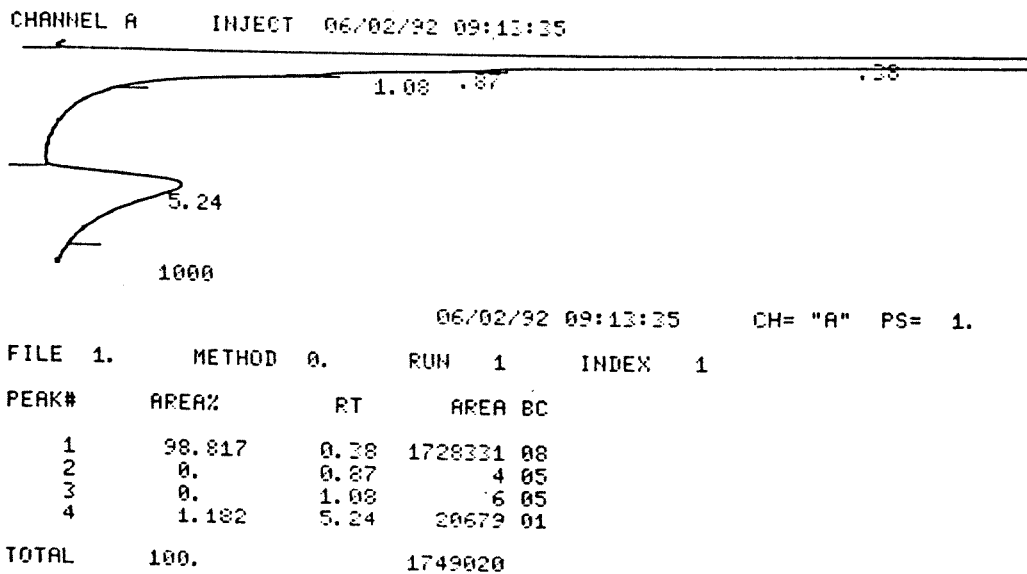 CHANNEL A INJECT 06/02/92 09:13:35
1.08 .87 .38
5.24
1000
06/02/92 09:13:35 CH= "A" PS= 1.
FILE 1. METHOD 0. RUN 1 INDEX 1
PEAK# AREA% RT AREA BC
1 98.817 0.38 1728331 08
2 0. 0.87 4 05
3 0. 1.08 6 05
4 1.182 5.24 20679 01
TOTAL 100. 1749020